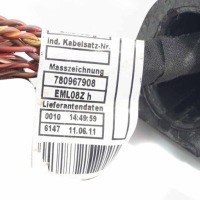 ind. Kabelsatz-Nr.
Masszeichnung
780967908
EML08Z h
Lieferantendaten
0010 14:49:59
6147 11.06.11